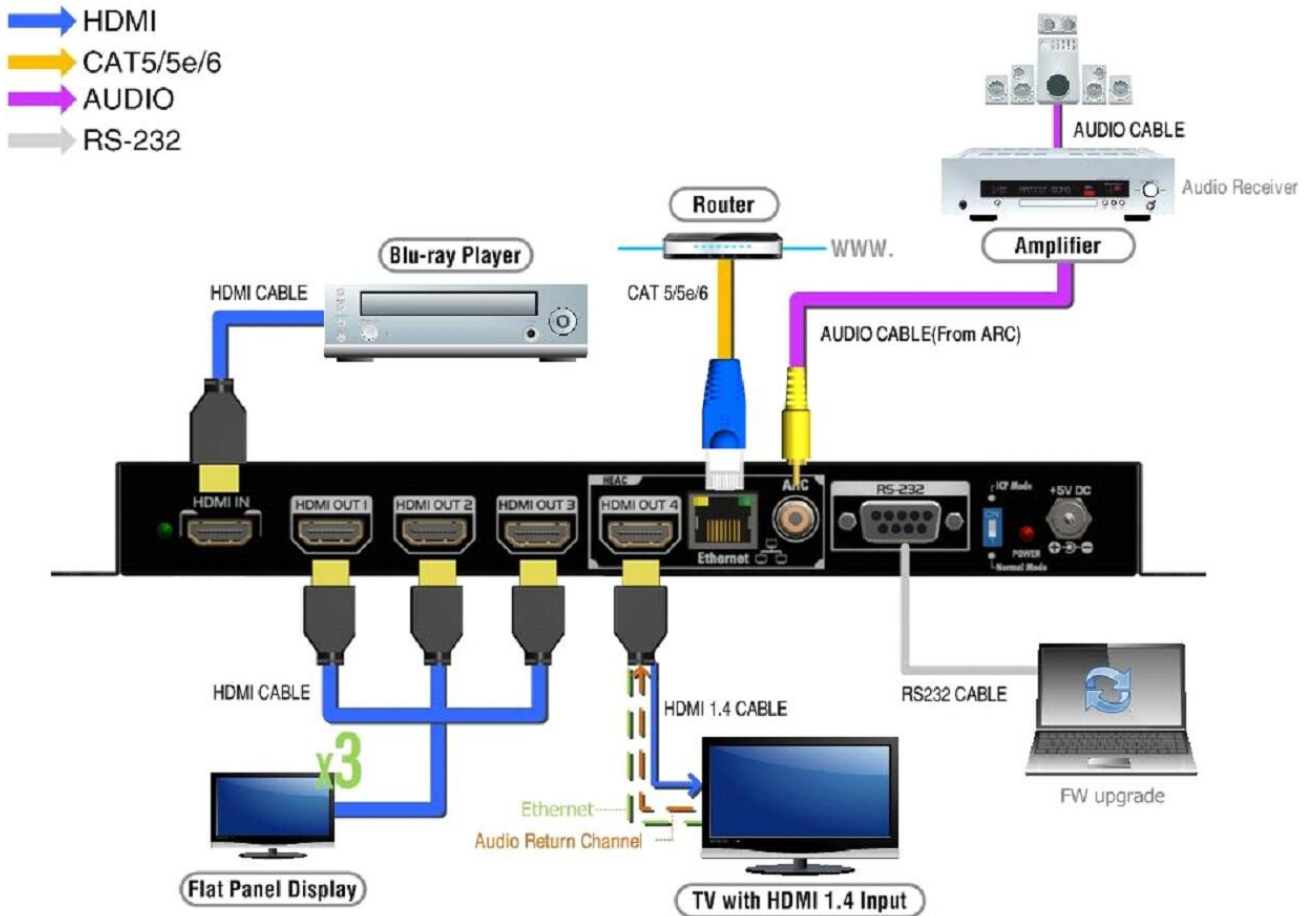 HDMI
CAT5/5e/6
AUDIO
RS-232
AUDIO CABLE
Audio Receiver
Router
WWW.
Amplifier
Blu-ray Player
HDMI CABLE
CAT 5/5e/6
AUDIO CABLE(From ARC)
HDMI IN
HDMI OUT 1
HDMI OUT 2
HDMI OUT 3
HEAC
HDMI OUT 4
Ethernet
ARC
RS-232
ON
POWER
Normal Mode
+5V DC
HDMI CABLE
x3
HDMI 1.4 CABLE
RS232 CABLE
FW upgrade
Ethernet
Audio Return Channel
Flat Panel Display
TV with HDMI 1.4 Input